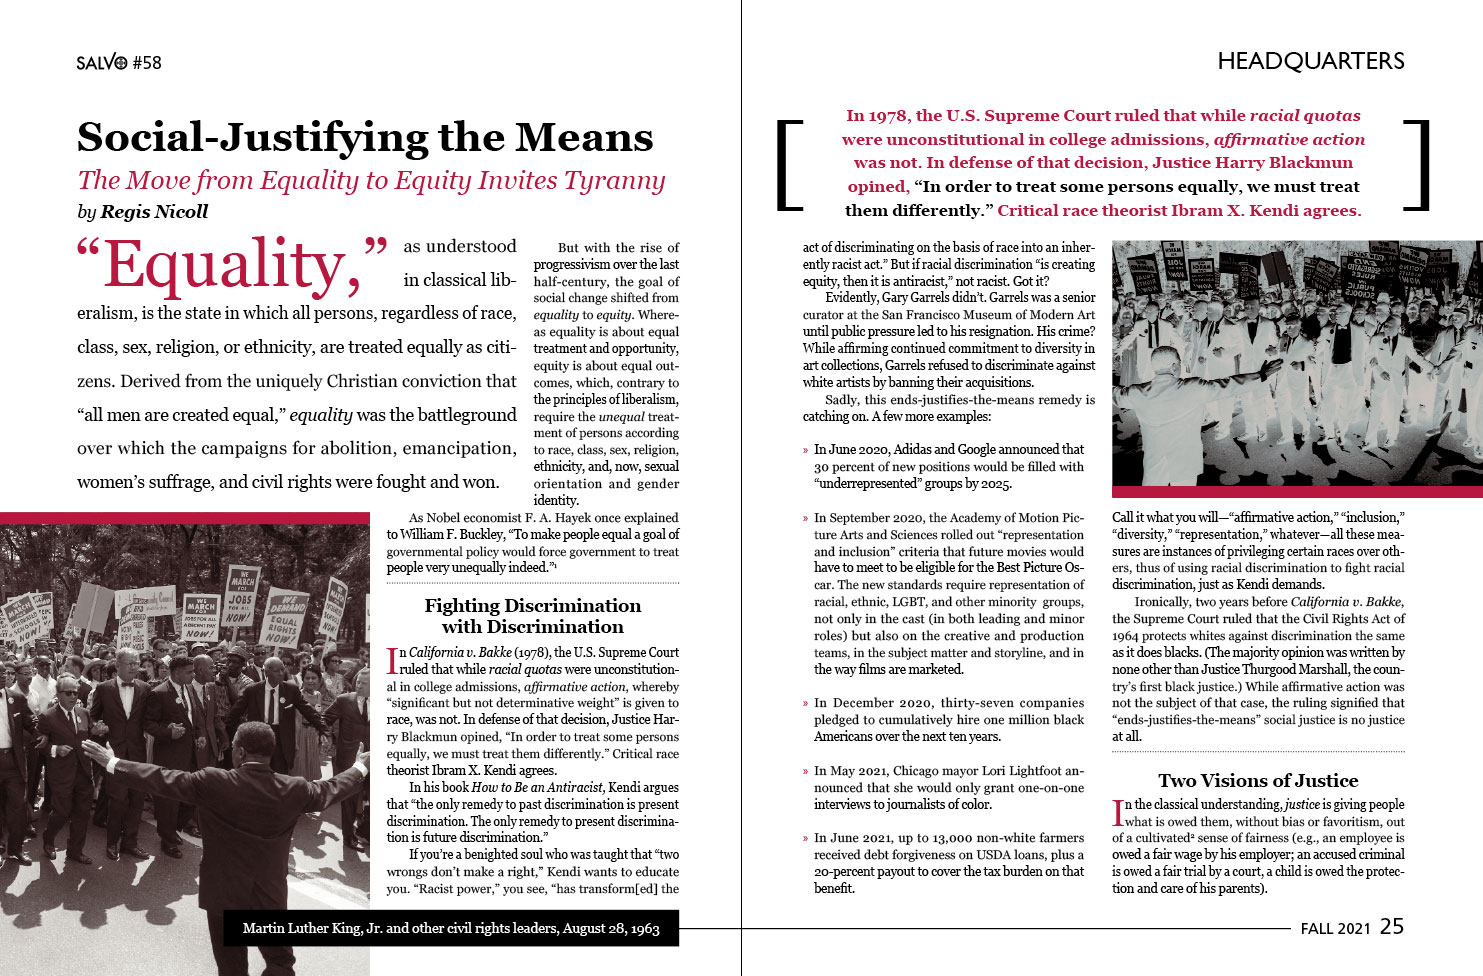 SALVO #58
Social-Justifying the Means
The Move from Equality to Equity Invites Tyranny
by Regis Nicoll
“Equality,” as understood
in classical lib-
eralism, is the state in which all persons, regardless of race,
class, sex, religion, or ethnicity, are treated equally as citi-
zens. Derived from the uniquely Christian conviction that
“all men are created equal,” equality was the battleground
over which the campaigns for abolition, emancipation,
women’s suffrage, and civil rights were fought and won.
But with the rise of
progressivism over the last
half-century, the goal of
social change shifted from
equality to equity. Where-
as equality is about equal
treatment and opportunity,
equity is about equal out-
comes, which, contrary to
the principles of liberalism,
require the unequal treat-
ment of persons according
to race, class, sex, religion,
ethnicity, and, now, sexual
orientation and gender
identity.
As Nobel economist F. A. Hayek once explained
to William F. Buckley, “To make people equal a goal of
governmental policy would force government to treat
people very unequally indeed.”¹
Fighting Discrimination
with Discrimination
In California v. Bakke (1978), the U.S. Supreme Court
ruled that while racial quotas were unconstitution-
al in college admissions, affirmative action, whereby
“significant but not determinative weight” is given to
race, was not. In defense of that decision, Justice Har-
ry Blackmun opined, “In order to treat some persons
equally, we must treat them differently.” Critical race
theorist Ibram X. Kendi agrees.
In his book How to Be an Antiracist, Kendi argues
that “the only remedy to past discrimination is present
discrimination. The only remedy to present discrimina-
tion is future discrimination.”
If you’re a benighted soul who was taught that “two
wrongs don’t make a right,” Kendi wants to educate
you. “Racist power,” you see, “has transform[ed] the
WE
MARCH
FOR
JOBS
FOR ALL
NOW!
WE
MARCH
FOR
JOBS FOR ALL
A DECENT PAY
NOW!
WE
DEMAND
EQUAL
RIGHTS
NOW!
Martin Luther King, Jr. and other civil rights leaders, August 28, 1963
HEADQUARTERS
In 1978, the U.S. Supreme Court ruled that while racial quotas
were unconstitutional in college admissions, affirmative action
was not. In defense of that decision, Justice Harry Blackmun
opined, “In order to treat some persons equally, we must treat
them differently.” Critical race theorist Ibram X. Kendi agrees.
act of discriminating on the basis of race into an inher-
ently racist act.” But if racial discrimination “is creating
equity, then it is antiracist,” not racist. Got it?
Evidently, Gary Garrels didn’t. Garrels was a senior
curator at the San Francisco Museum of Modern Art
until public pressure led to his resignation. His crime?
While affirming continued commitment to diversity in
art collections, Garrels refused to discriminate against
white artists by banning their acquisitions.
Sadly, this ends-justifies-the-means remedy is
catching on. A few more examples:
» In June 2020, Adidas and Google announced that
30 percent of new positions would be filled with
“underrepresented” groups by 2025.
» In September 2020, the Academy of Motion Pic-
ture Arts and Sciences rolled out “representation
and inclusion” criteria that future movies would
have to meet to be eligible for the Best Picture Os-
car. The new standards require representation of
racial, ethnic, LGBT, and other minority groups,
not only in the cast (in both leading and minor
roles) but also on the creative and production
teams, in the subject matter and storyline, and in
the way films are marketed.
» In December 2020, thirty-seven companies
pledged to cumulatively hire one million black
Americans over the next ten years.
» In May 2021, Chicago mayor Lori Lightfoot an-
nounced that she would only grant one-on-one
interviews to journalists of color.
» In June 2021, up to 13,000 non-white farmers
received debt forgiveness on USDA loans, plus a
20-percent payout to cover the tax burden on that
benefit.
Call it what you will—“affirmative action,” “inclusion,”
“diversity,” “representation,” whatever—all these mea-
sures are instances of privileging certain races over oth-
ers, thus of using racial discrimination to fight racial
discrimination, just as Kendi demands.
Ironically, two years before California v. Bakke,
the Supreme Court ruled that the Civil Rights Act of
1964 protects whites against discrimination the same
as it does blacks. (The majority opinion was written by
none other than Justice Thurgood Marshall, the coun-
try’s first black justice.) While affirmative action was
not the subject of that case, the ruling signified that
“ends-justifies-the-means” social justice is no justice
at all.
Two Visions of Justice
In the classical understanding, justice is giving people
what is owed them, without bias or favoritism, out
of a cultivated² sense of fairness (e.g., an employee is
owed a fair wage by his employer; an accused criminal
is owed a fair trial by a court, a child is owed the protec-
tion and care of his parents).
FALL 2021 25